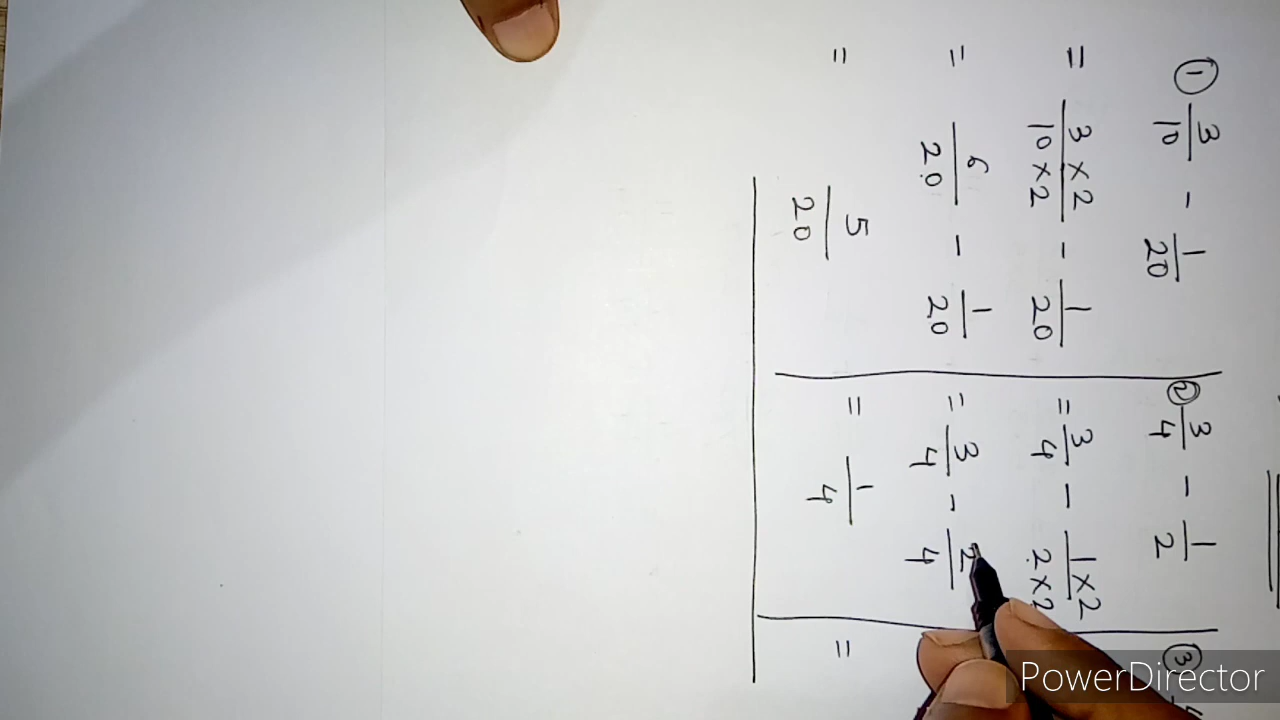 ① 3/10 - 1/20
= 3 × 2/10 × 2 - 1/20
= 6/20 - 1/20
= 5/20
② 3/4 - 1/2
= 3/4 - 1 × 2/2 × 2
= 3/4 - 2/4
= 1/4
③
=
PowerDirector